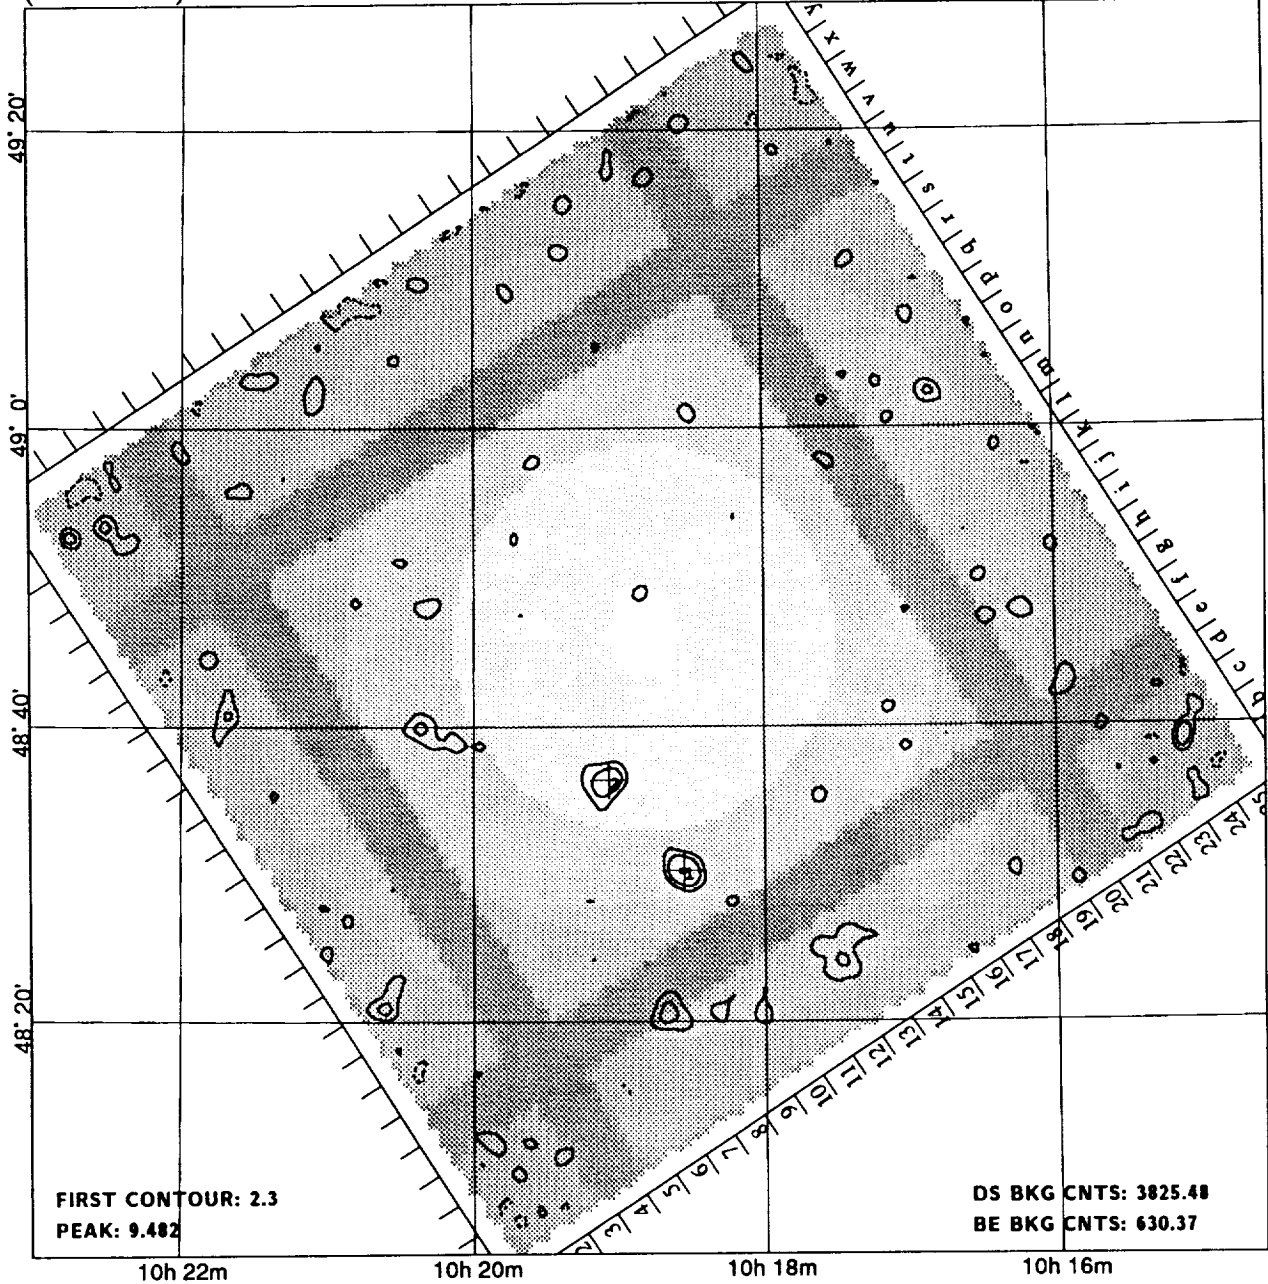 49° 20'
49° 0'
48° 40'
48° 20'
y
x
w
v
u
t
s
r
q
p
o
n
m
l
k
j
i
h
g
f
e
d
c
b
25
24
23
22
21
20
19
18
17
16
15
14
13
12
11
10
9
8
7
6
5
4
3
2
FIRST CONTOUR: 2.3
PEAK: 9.482
DS BKG CNTS: 3825.48
BE BKG CNTS: 630.37
10h 22m
10h 20m
10h 18m
10h 16m